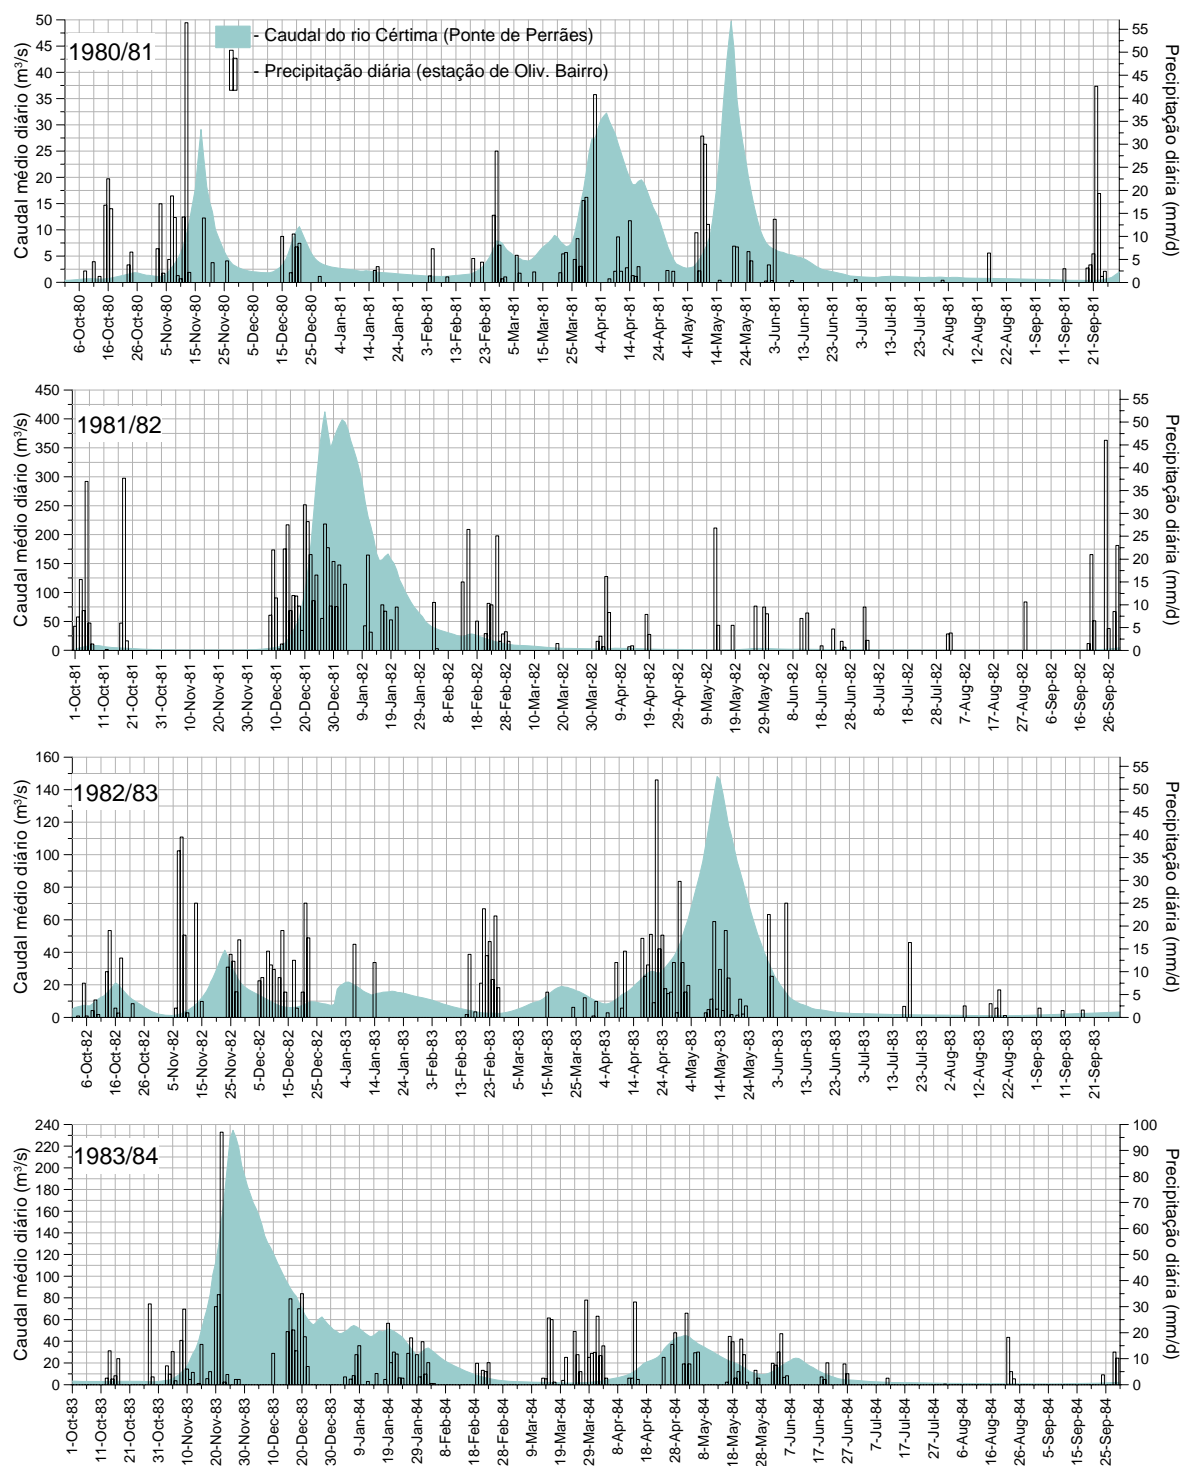 1980/81
- Caudal do rio Cértima (Ponte de Perrães)
- Precipitação diária (estação de Oliv. Bairro)
Caudal médio diário (m³/s)
50
45
40
35
30
25
20
15
10
5
0
Precipitação diária (mm/d)
55
50
45
40
35
30
25
20
15
10
5
0
6-Oct-80
16-Oct-80
26-Oct-80
5-Nov-80
15-Nov-80
25-Nov-80
5-Dec-80
15-Dec-80
25-Dec-80
4-Jan-81
14-Jan-81
24-Jan-81
3-Feb-81
13-Feb-81
23-Feb-81
5-Mar-81
15-Mar-81
25-Mar-81
4-Apr-81
14-Apr-81
24-Apr-81
4-May-81
14-May-81
24-May-81
3-Jun-81
13-Jun-81
23-Jun-81
3-Jul-81
13-Jul-81
23-Jul-81
2-Aug-81
12-Aug-81
22-Aug-81
1-Sep-81
11-Sep-81
21-Sep-81
1981/82
Caudal médio diário (m³/s)
450
400
350
300
250
200
150
100
50
0
Precipitação diária (mm/d)
55
50
45
40
35
30
25
20
15
10
5
0
1-Oct-81
11-Oct-81
21-Oct-81
31-Oct-81
10-Nov-81
20-Nov-81
30-Nov-81
10-Dec-81
20-Dec-81
30-Dec-81
9-Jan-82
19-Jan-82
29-Jan-82
8-Feb-82
18-Feb-82
28-Feb-82
10-Mar-82
20-Mar-82
30-Mar-82
9-Apr-82
19-Apr-82
29-Apr-82
9-May-82
19-May-82
29-May-82
8-Jun-82
18-Jun-82
28-Jun-82
8-Jul-82
18-Jul-82
28-Jul-82
7-Aug-82
17-Aug-82
27-Aug-82
6-Sep-82
16-Sep-82
26-Sep-82
1982/83
Caudal médio diário (m³/s)
160
140
120
100
80
60
40
20
0
Precipitação diária (mm/d)
55
50
45
40
35
30
25
20
15
10
5
0
6-Oct-82
16-Oct-82
26-Oct-82
5-Nov-82
15-Nov-82
25-Nov-82
5-Dec-82
15-Dec-82
25-Dec-82
4-Jan-83
14-Jan-83
24-Jan-83
3-Feb-83
13-Feb-83
23-Feb-83
5-Mar-83
15-Mar-83
25-Mar-83
4-Apr-83
14-Apr-83
24-Apr-83
4-May-83
14-May-83
24-May-83
3-Jun-83
13-Jun-83
23-Jun-83
3-Jul-83
13-Jul-83
23-Jul-83
2-Aug-83
12-Aug-83
22-Aug-83
1-Sep-83
11-Sep-83
21-Sep-83
1983/84
Caudal médio diário (m³/s)
240
220
200
180
160
140
120
100
80
60
40
20
0
Precipitação diária (mm/d)
100
90
80
70
60
50
40
30
20
10
0
1-Oct-83
11-Oct-83
21-Oct-83
31-Oct-83
10-Nov-83
20-Nov-83
30-Nov-83
10-Dec-83
20-Dec-83
30-Dec-83
9-Jan-84
19-Jan-84
29-Jan-84
8-Feb-84
18-Feb-84
28-Feb-84
9-Mar-84
19-Mar-84
29-Mar-84
8-Apr-84
18-Apr-84
28-Apr-84
8-May-84
18-May-84
28-May-84
7-Jun-84
17-Jun-84
27-Jun-84
7-Jul-84
17-Jul-84
27-Jul-84
6-Aug-84
16-Aug-84
26-Aug-84
5-Sep-84
15-Sep-84
25-Sep-84